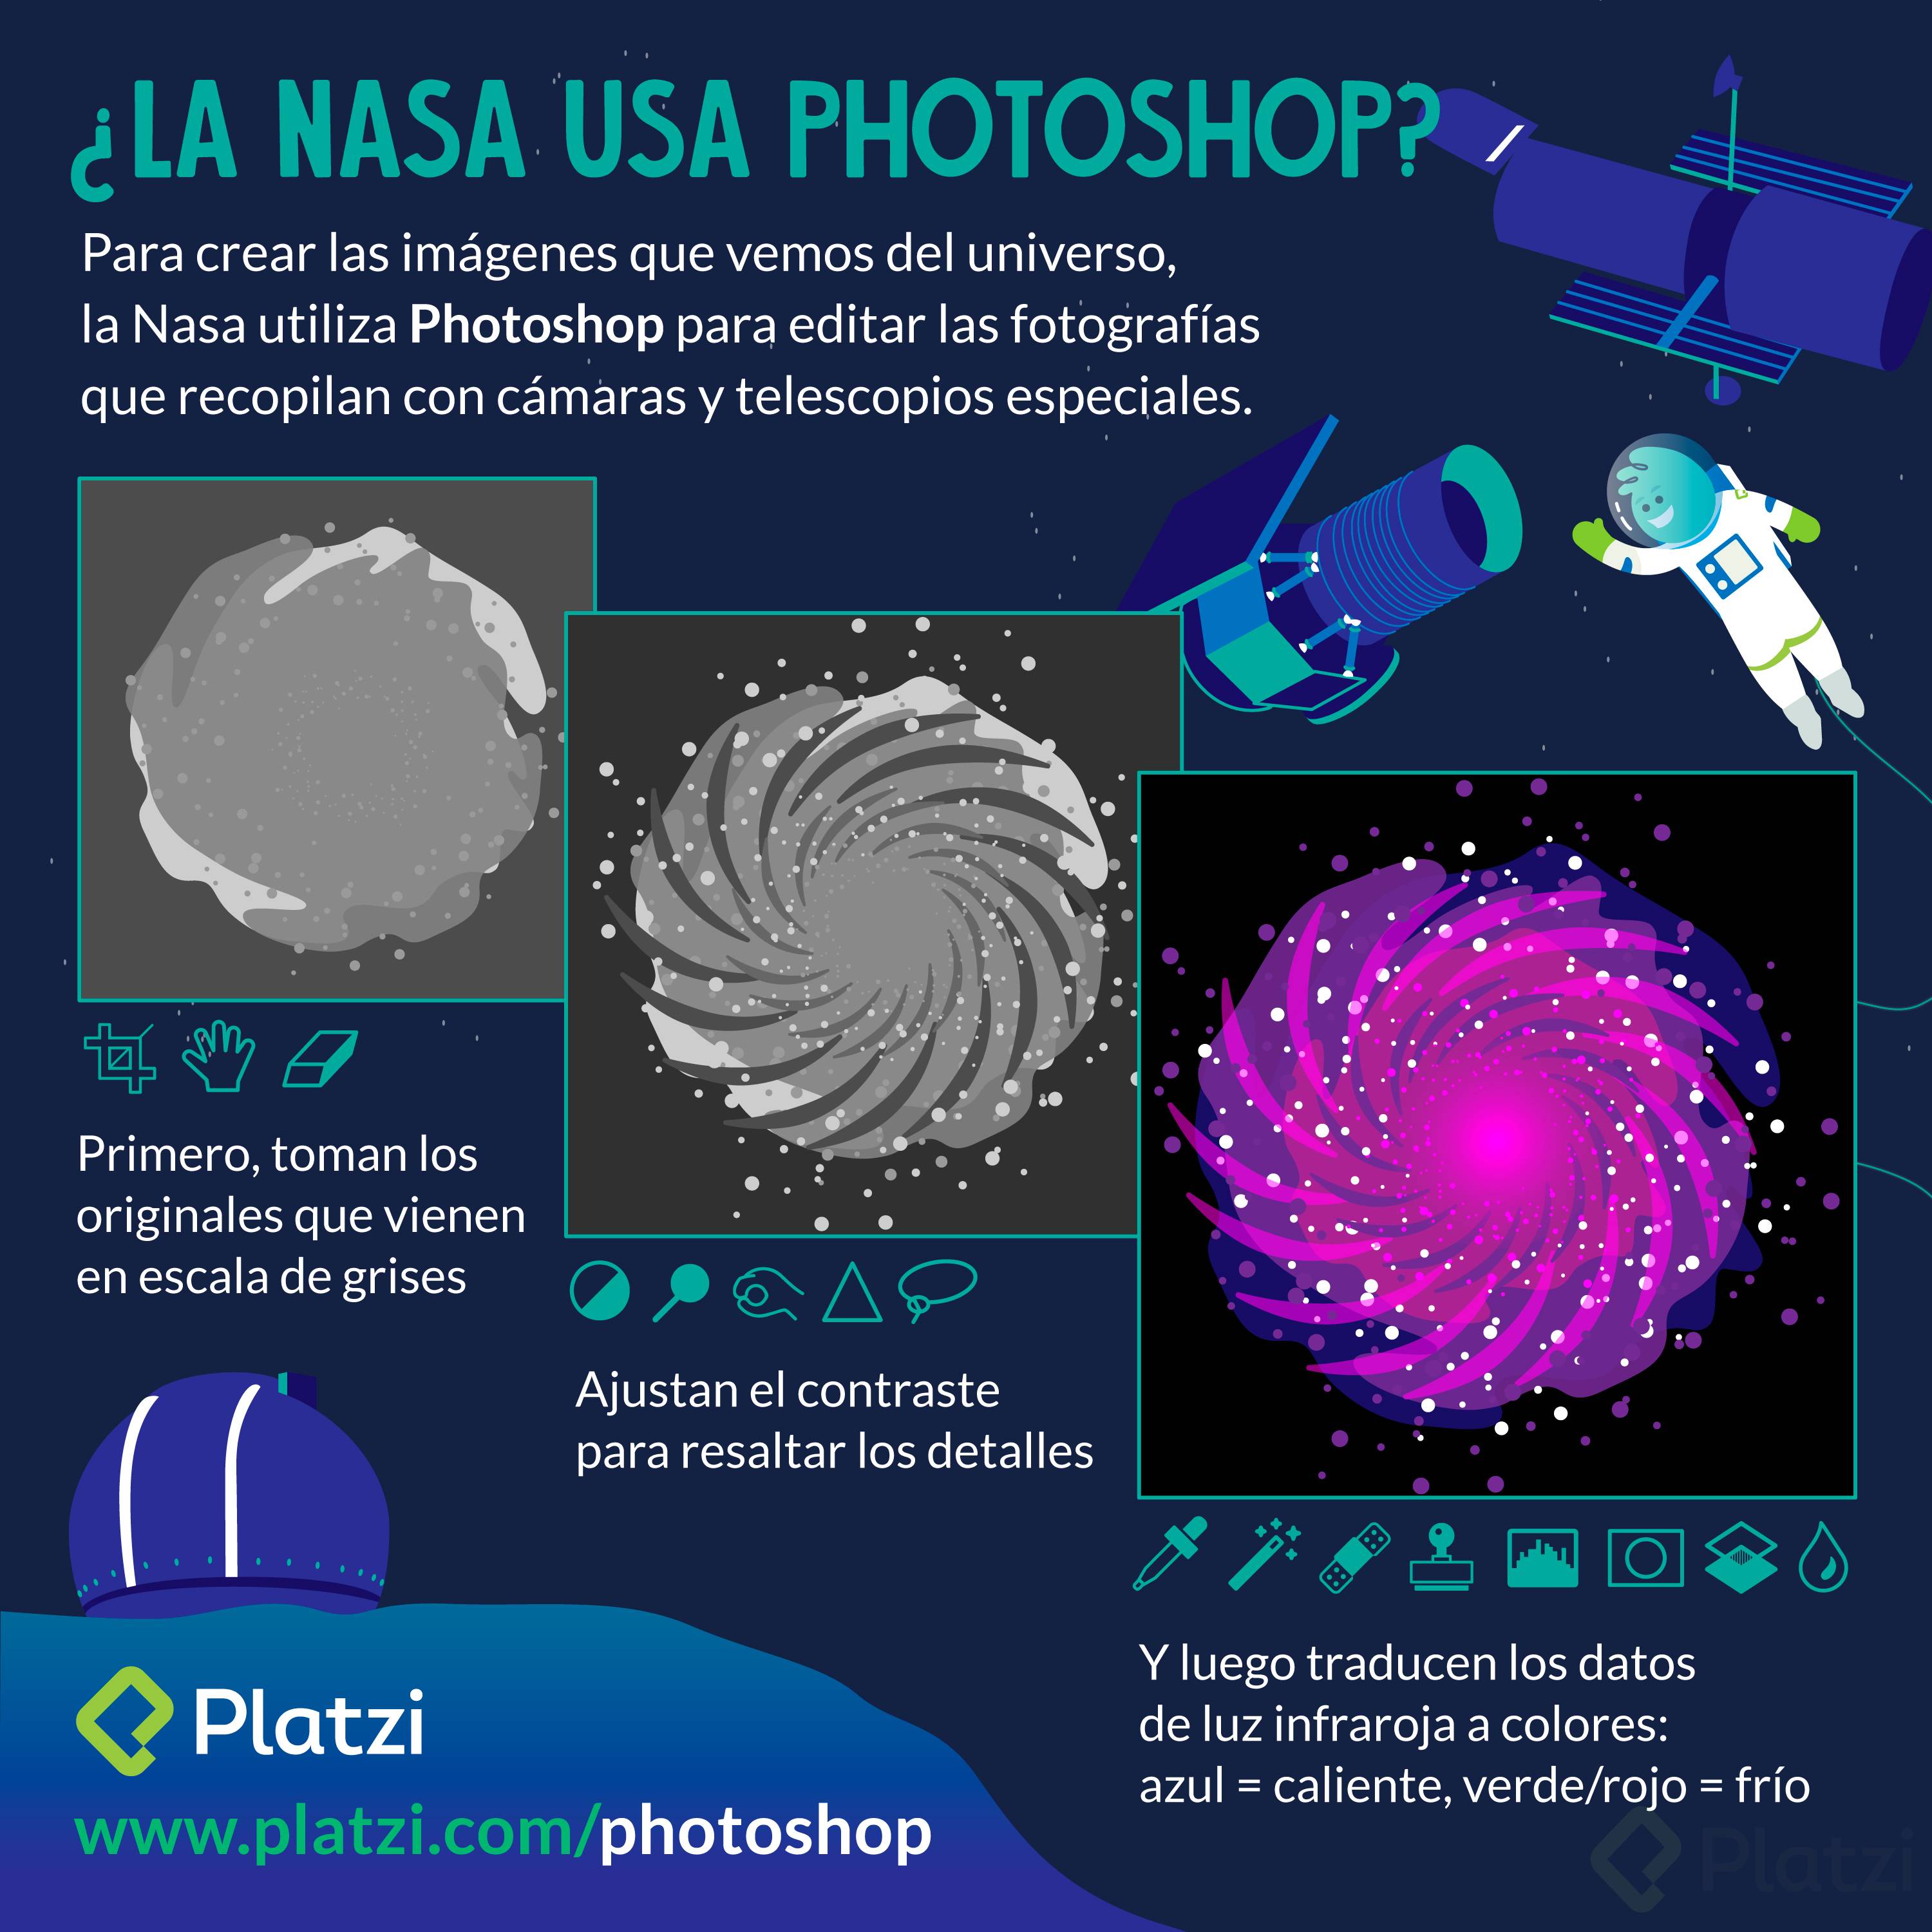 ¿LA NASA USA PHOTOSHOP?
Para crear las imágenes que vemos del universo,
la Nasa utiliza Photoshop para editar las fotografías
que recopilan con cámaras y telescopios especiales.
Primero, toman los
originales que vienen
en escala de grises
Ajustan el contraste
para resaltar los detalles
Y luego traducen los datos
de luz infraroja a colores:
azul = caliente, verde/rojo = frío
Platzi
www.platzi.com/photoshop
Platzi